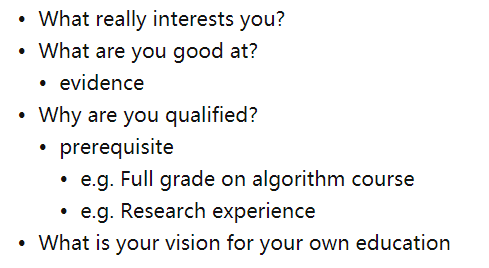 • What really interests you?
• What are you good at?
• evidence
• Why are you qualified?
• prerequisite
• e.g. Full grade on algorithm course
• e.g. Research experience
• What is your vision for your own education